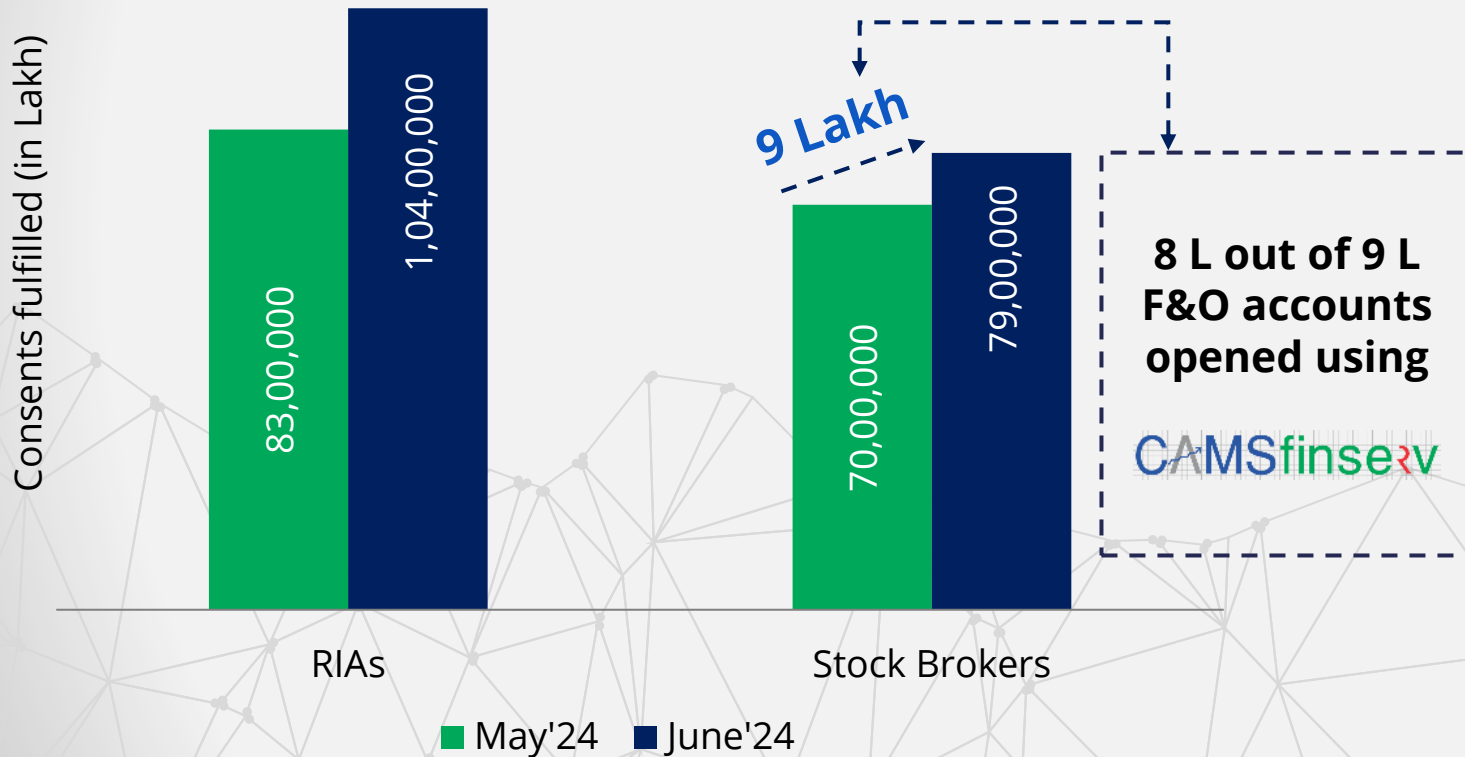 Consents fulfilled (in Lakh)
83,00,000
1,04,00,000
70,00,000
79,00,000
9 Lakh
8 L out of 9 L
F&O accounts
opened using
CAMSfinserv
RIAs
Stock Brokers
May'24
June'24